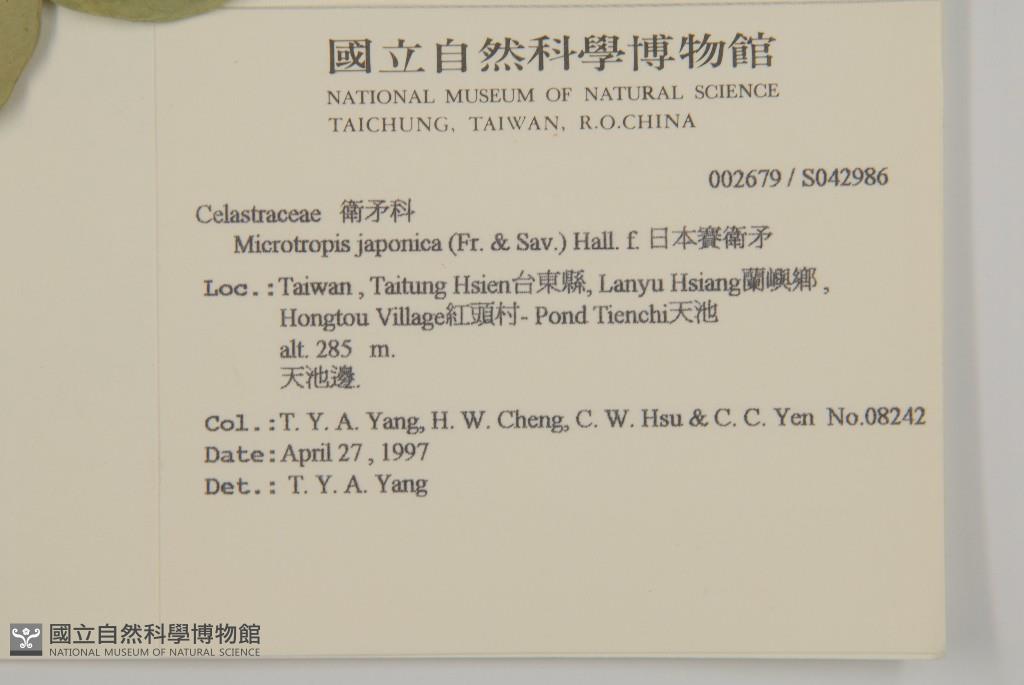 國立自然科學博物館
NATIONAL MUSEUM OF NATURAL SCIENCE
TAICHUNG, TAIWAN, R.O.CHINA
002679 / S042986
Celastraceae 衛矛科
Microtropis japonica (Fr. & Sav.) Hall. f. 日本賽衛矛
Loc.:Taiwan , Taitung Hsien台東縣, Lanyu Hsiang蘭嶼鄉 ,
Hongtou Village紅頭村- Pond Tienchi天池
alt. 285 m.
天池邊.
Col.:T. Y. A. Yang, H. W. Cheng, C. W. Hsu & C. C. Yen No.08242
Date:April 27 , 1997
Det.: T. Y. A. Yang
國立自然科學博物館
NATIONAL MUSEUM OF NATURAL SCIENCE